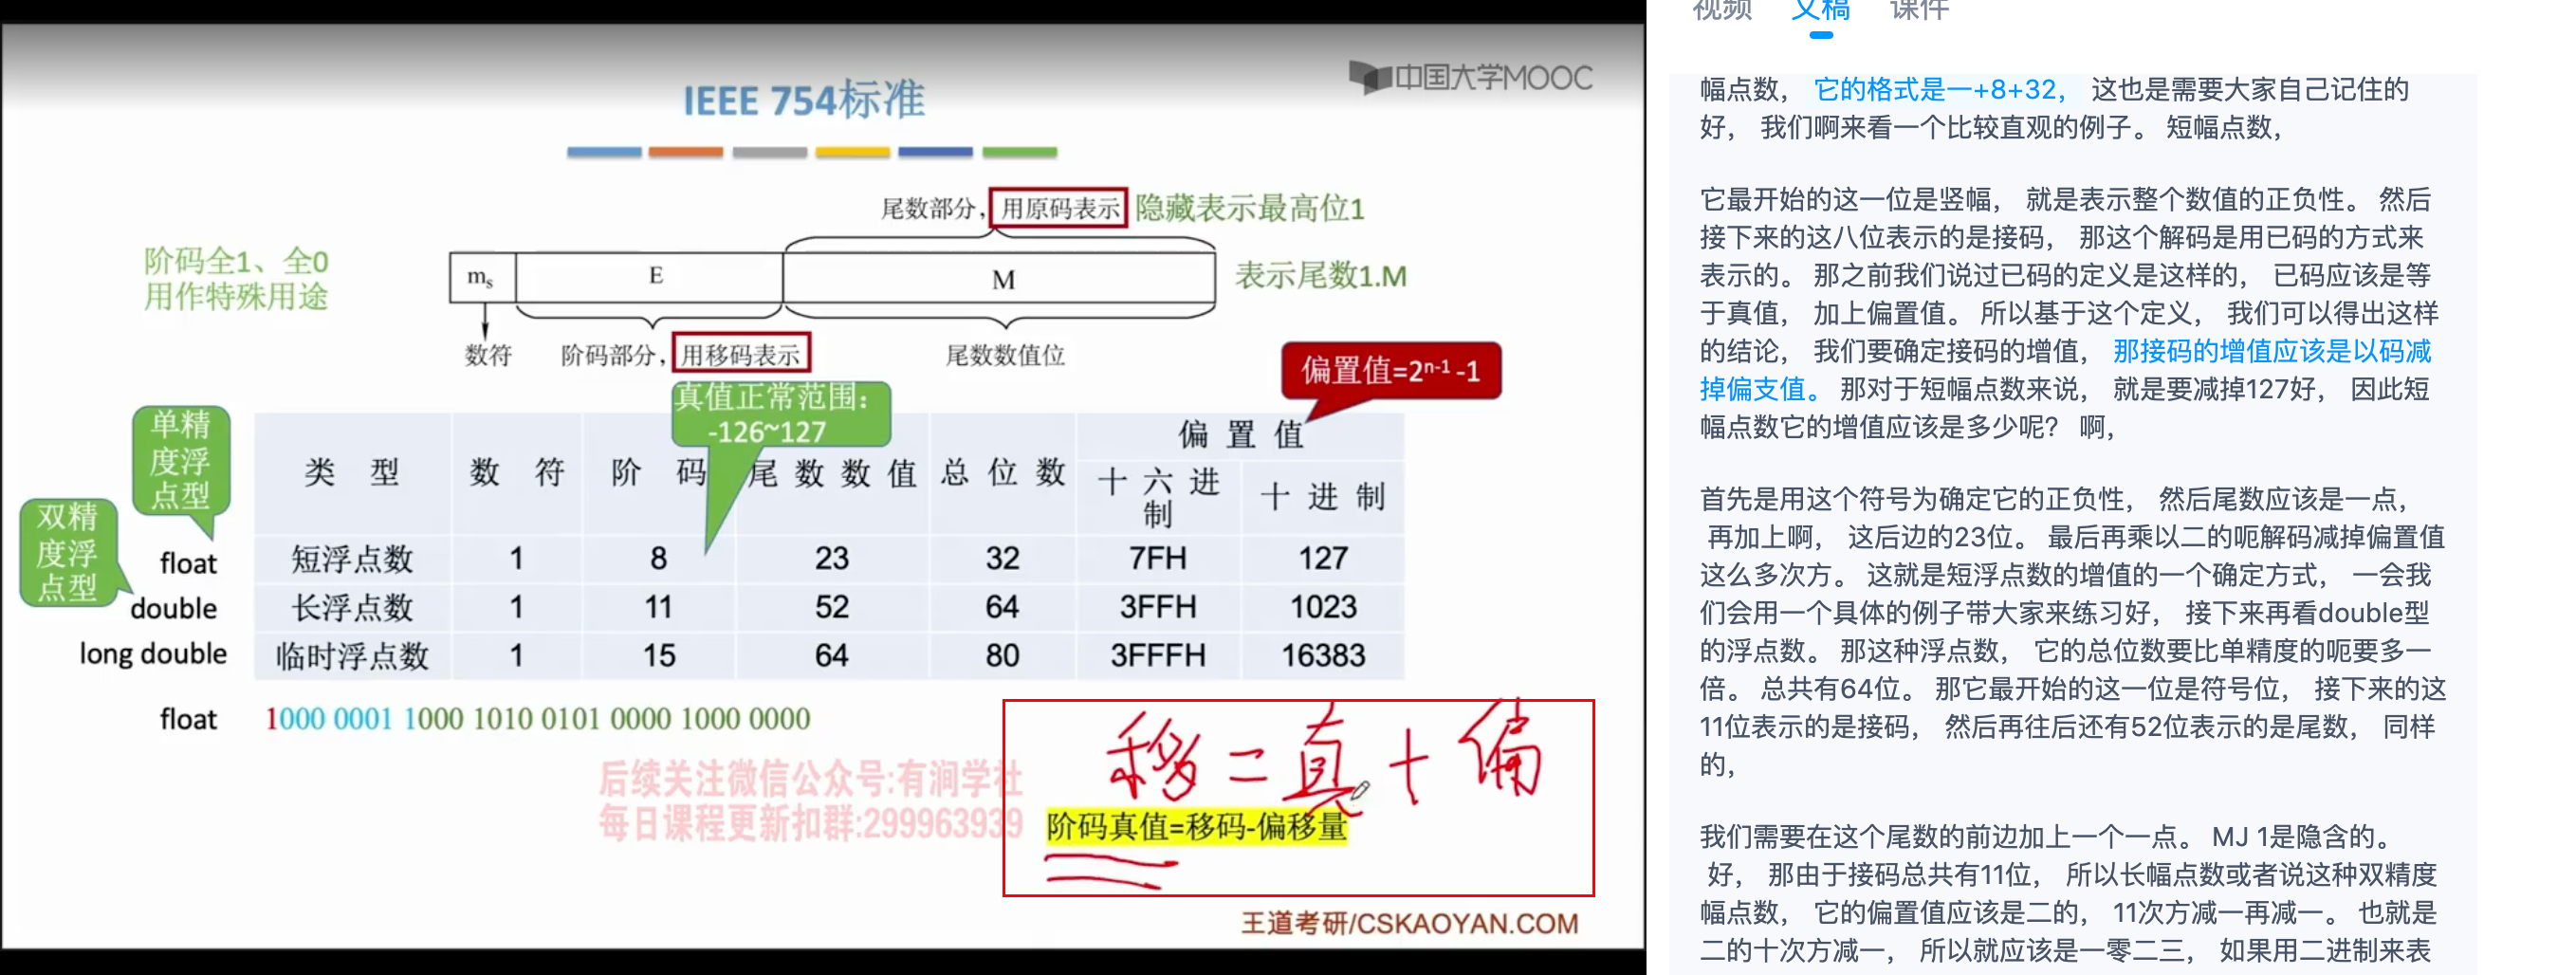 中国大学MOOC
IEEE 754标准
尾数部分，用原码表示 隐藏表示最高位1
阶码全1、全0
用作特殊用途
ms E M
表示尾数1.M
数符 阶码部分，用移码表示 尾数数值位
偏置值=2n-1 -1
真值正常范围：
-126~127
单精
度浮
点型
双精
度浮
点型
类 型 数 符 阶 码 尾数数值 总位数 偏 置 值
十六进制 十进制
float 短浮点数 1 8 23 32 7FH 127
double 长浮点数 1 11 52 64 3FFH 1023
long double 临时浮点数 1 15 64 80 3FFFH 16383
float 1000 0001 1000 1010 0101 0000 1000 0000
移=真+偏
后续关注微信公众号:有涧学社
每日课程更新扣群:299963939
阶码真值=移码-偏移量
王道考研/CSKAOYAN.COM
视频 文稿 课件
幅点数， 它的格式是一+8+32， 这也是需要大家自己记住的
好， 我们啊来看一个比较直观的例子。 短幅点数，
它最开始的这一位是竖幅， 就是表示整个数值的正负性。 然后
接下来的这八位表示的是接码， 那这个解码是用已码的方式来
表示的。 那之前我们说过已码的定义是这样的， 已码应该是等
于真值， 加上偏置值。 所以基于这个定义， 我们可以得出这样
的结论， 我们要确定接码的增值， 那接码的增值应该是以码减
掉偏支值。 那对于短幅点数来说， 就是要减掉127好， 因此短
幅点数它的增值应该是多少呢？ 啊，
首先是用这个符号为确定它的正负性， 然后尾数应该是一点，
再加上啊， 这后边的23位。 最后再乘以二的呃解码减掉偏置值
这么多次方。 这就是短浮点数的增值的一个确定方式， 一会我
们会用一个具体的例子带大家来练习好， 接下来再看double型
的浮点数。 那这种浮点数， 它的总位数要比单精度的呃要多一
倍。 总共有64位。 那它最开始的这一位是符号位， 接下来的这
11位表示的是接码， 然后再往后还有52位表示的是尾数， 同样
的，
我们需要在这个尾数的前边加上一个一点。 MJ 1是隐含的。
好， 那由于接码总共有11位， 所以长幅点数或者说这种双精度
幅点数， 它的偏置值应该是二的， 11次方减一再减一。 也就是
二的十次方减一， 所以就应该是一零二三， 如果用二进制来表